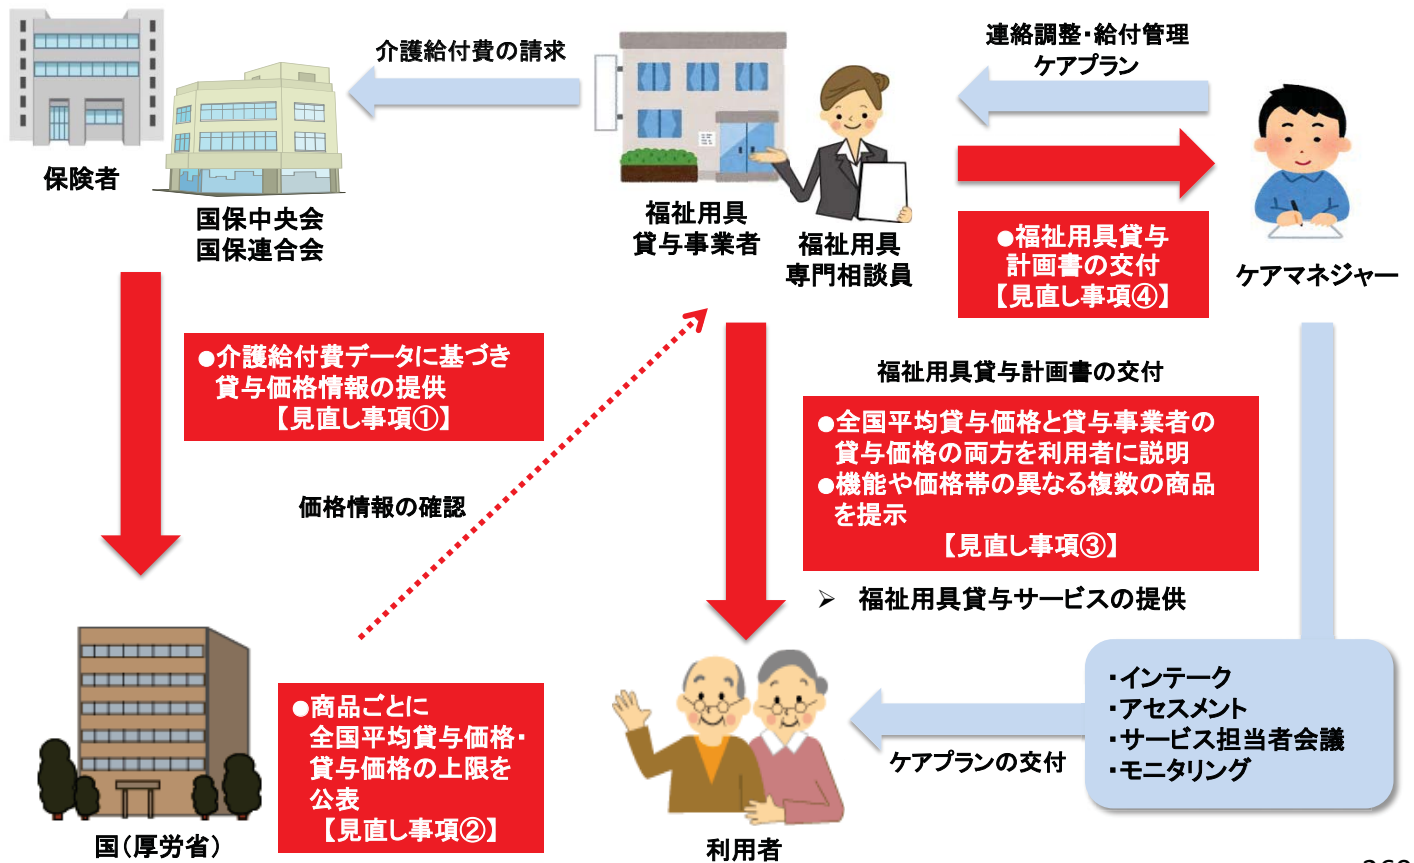 介護給付費の請求
連絡調整・給付管理
ケアプラン
保険者
国保中央会
国保連合会
福祉用具
貸与事業者
福祉用具
専門相談員
●福祉用具貸与
計画書の交付
【見直し事項④】
ケアマネジャー
●介護給付費データに基づき
貸与価格情報の提供
【見直し事項①】
価格情報の確認
福祉用具貸与計画書の交付
●全国平均貸与価格と貸与事業者の
貸与価格の両方を利用者に説明
●機能や価格帯の異なる複数の商品
を提示
【見直し事項③】
➢ 福祉用具貸与サービスの提供
●商品ごとに
全国平均貸与価格・
貸与価格の上限を
公表
【見直し事項②】
国(厚労省)
利用者
ケアプランの交付
・インテーク
・アセスメント
・サービス担当者会議
・モニタリング